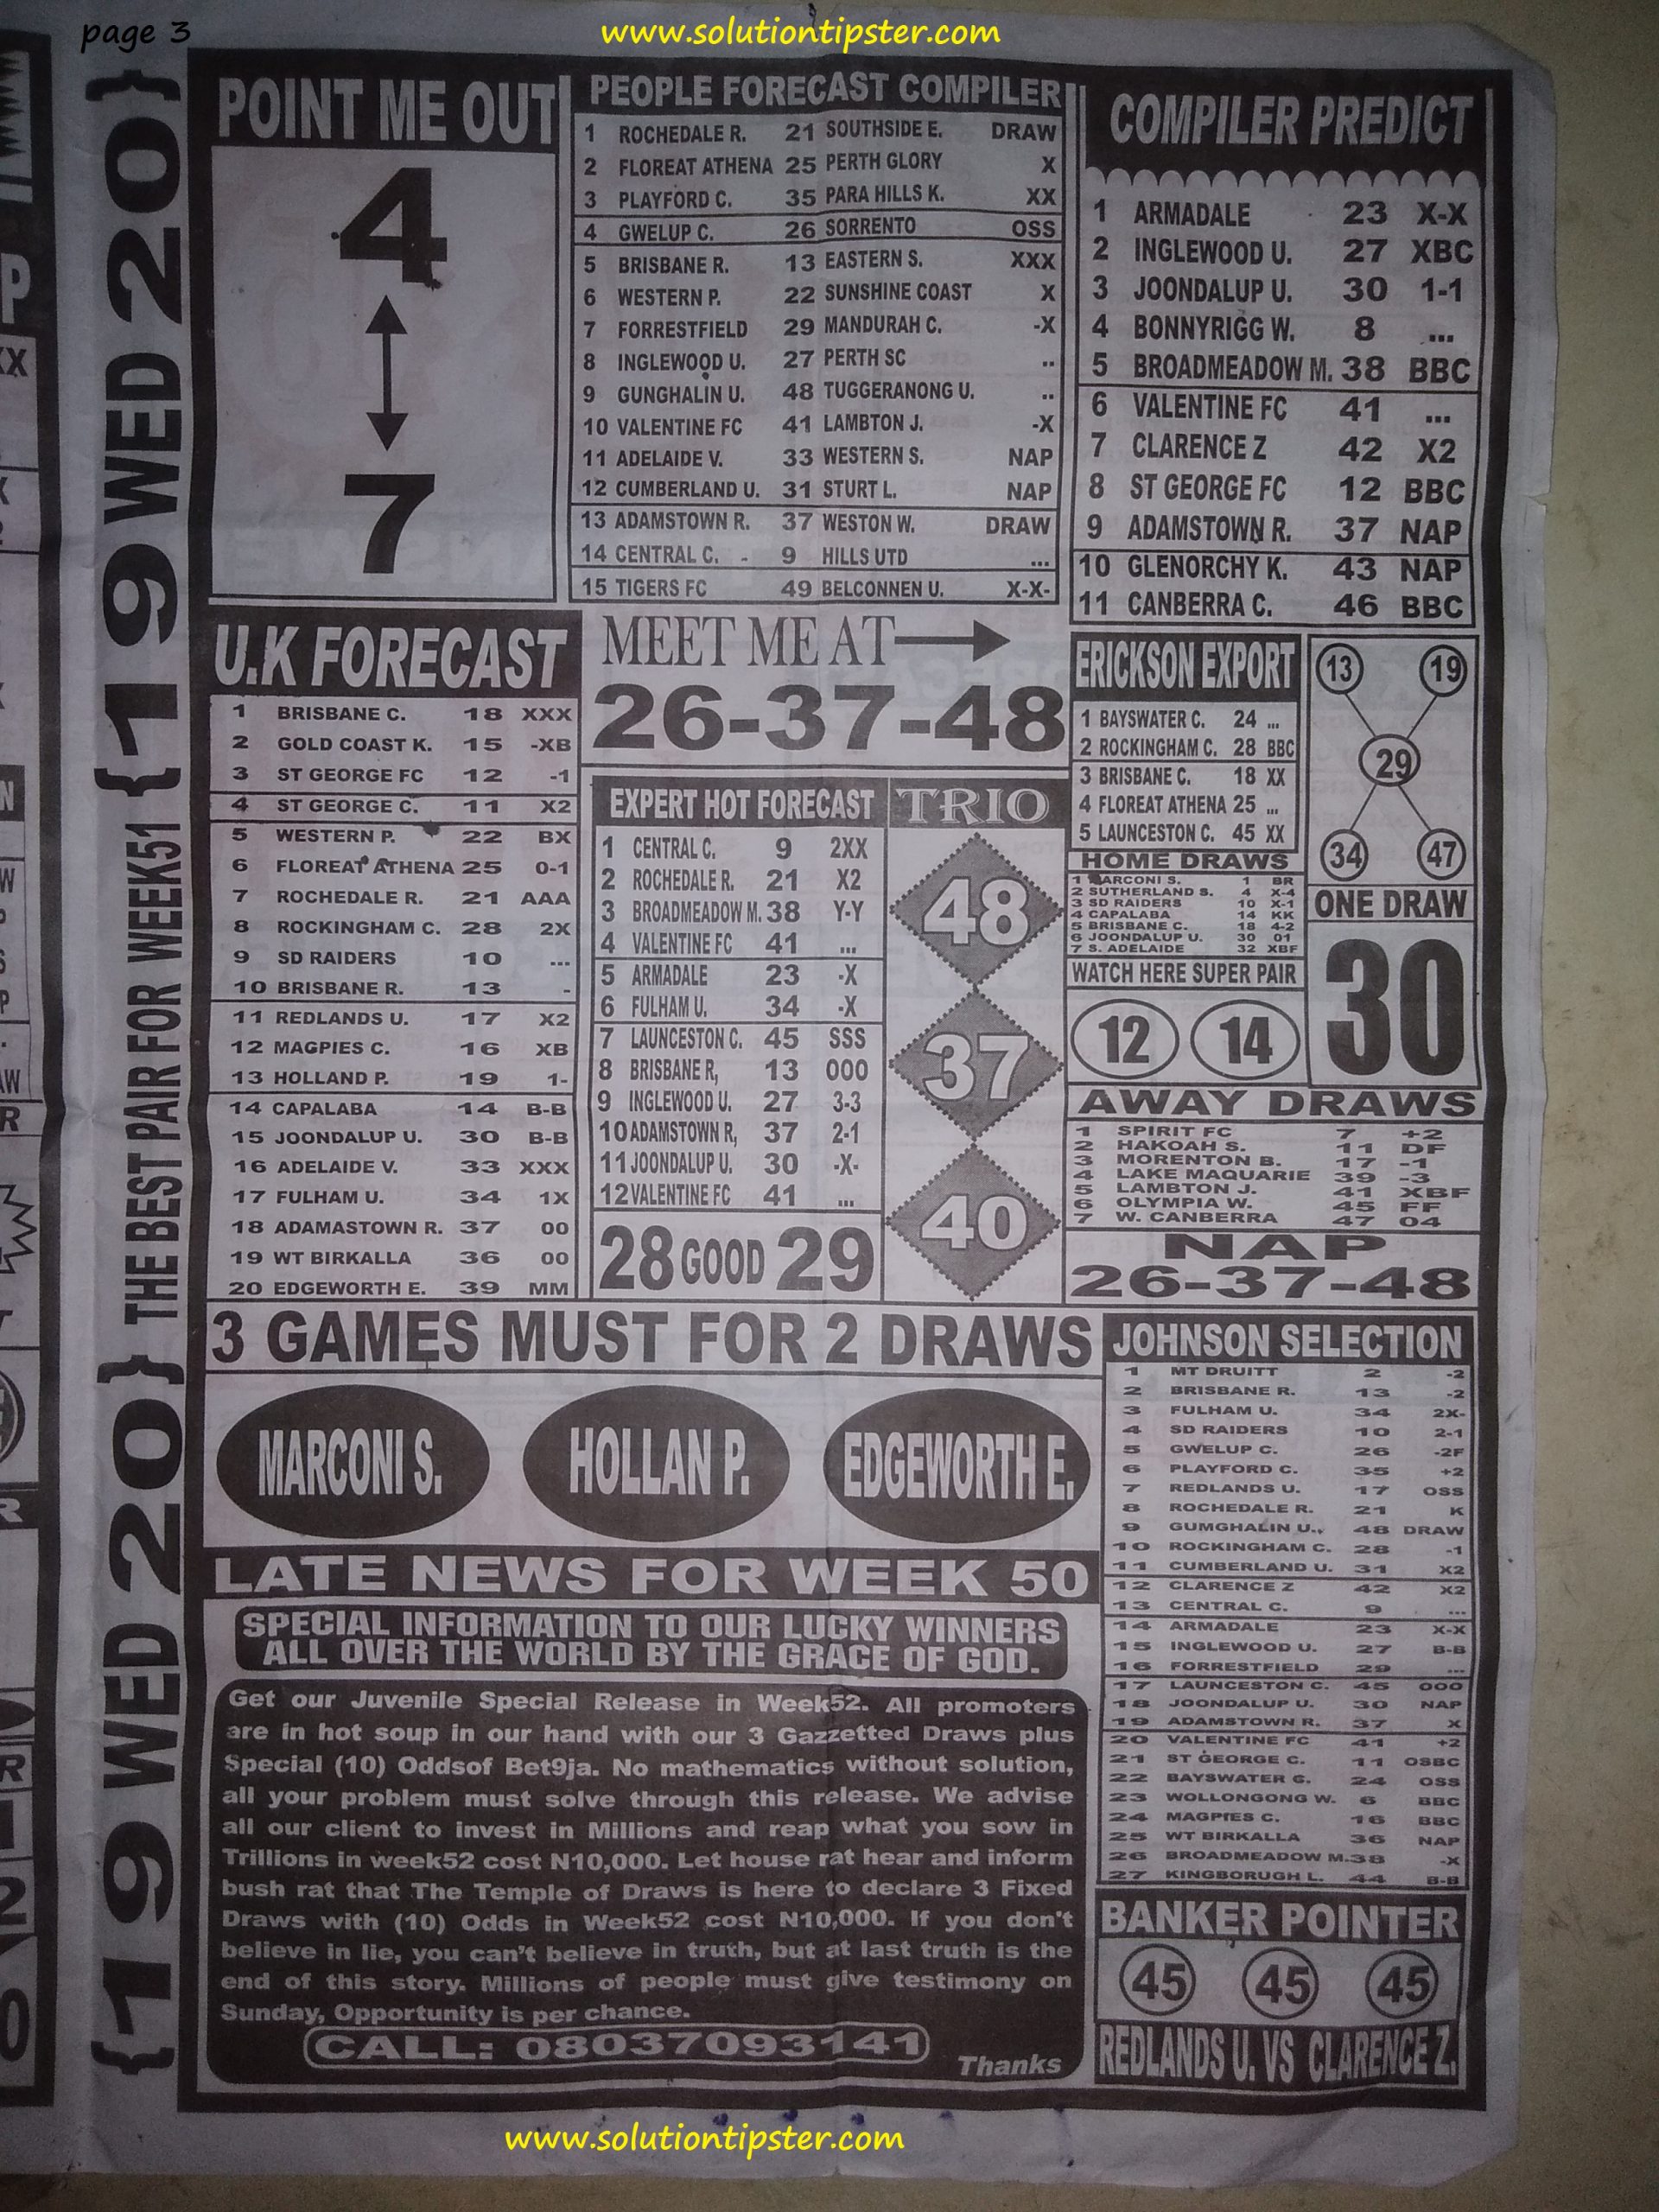 page 3
www.solutiontipster.com
{19 WED 20} THE BEST PAIR FOR WEEK51 {19 WED 20}
POINT ME OUT
4
7
PEOPLE FORECAST COMPILER
1 ROCHEDALE R. 21 SOUTHSIDE E. DRAW
2 FLOREAT ATHENA 25 PERTH GLORY X
3 PLAYFORD C. 35 PARA HILLS K. XX
4 GWELUP C. 26 SORRENTO OSS
5 BRISBANE R. 13 EASTERN S. XXX
6 WESTERN P. 22 SUNSHINE COAST X
7 FORRESTFIELD 29 MANDURAH C. -X
8 INGLEWOOD U. 27 PERTH SC ..
9 GUNGHALIN U. 48 TUGGERANONG U. ..
10 VALENTINE FC 41 LAMBTON J. -X
11 ADELAIDE V. 33 WESTERN S. NAP
12 CUMBERLAND U. 31 STURT L. NAP
13 ADAMSTOWN R. 37 WESTON W. DRAW
14 CENTRAL C. - 9 HILLS UTD ...
15 TIGERS FC 49 BELCONNEN U. X-X-
COMPILER PREDICT
1 ARMADALE 23 X-X
2 INGLEWOOD U. 27 XBC
3 JOONDALUP U. 30 1-1
4 BONNYRIGG W. 8 ...
5 BROADMEADOW M. 38 BBC
6 VALENTINE FC 41 ...
7 CLARENCE Z 42 X2
8 ST GEORGE FC 12 BBC
9 ADAMSTOWN R. 37 NAP
10 GLENORCHY K. 43 NAP
11 CANBERRA C. 46 BBC
U.K FORECAST
1 BRISBANE C. 18 XXX
2 GOLD COAST K. 15 -XB
3 ST GEORGE FC 12 -1
4 ST GEORGE C. 11 X2
5 WESTERN P. 22 BX
6 FLOREAT ATHENA 25 0-1
7 ROCHEDALE R. 21 AAA
8 ROCKINGHAM C. 28 2X
9 SD RAIDERS 10 ...
10 BRISBANE R. 13 -
11 REDLANDS U. 17 X2
12 MAGPIES C. 16 XB
13 HOLLAND P. 19 1-
14 CAPALABA 14 B-B
15 JOONDALUP U. 30 B-B
16 ADELAIDE V. 33 XXX
17 FULHAM U. 34 1X
18 ADAMASTOWN R. 37 00
19 WT BIRKALLA 36 00
20 EDGEWORTH E. 39 MM
MEET ME AT
26-37-48
EXPERT HOT FORECAST
1 CENTRAL C. 9 2XX
2 ROCHEDALE R. 21 X2
3 BROADMEADOW M. 38 Y-Y
4 VALENTINE FC 41 ...
5 ARMADALE 23 -X
6 FULHAM U. 34 -X
7 LAUNCESTON C. 45 SSS
8 BRISBANE R, 13 000
9 INGLEWOOD U. 27 3-3
10 ADAMSTOWN R, 37 2-1
11 JOONDALUP U. 30 -X-
12 VALENTINE FC 41 ...
28 GOOD 29
TRIO
48
37
40
ERICKSON EXPORT
1 BAYSWATER C. 24 ...
2 ROCKINGHAM C. 28 BBC
3 BRISBANE C. 18 XX
4 FLOREAT ATHENA 25 ...
5 LAUNCESTON C. 45 XX
13 19
29
34 47
HOME DRAWS
1 MARCONI S. 1 BR
2 SUTHERLAND S. 4 X-4
3 SD RAIDERS 10 X-1
4 CAPALABA 14 KK
5 BRISBANE C. 18 4-2
6 JOONDALUP U. 30 01
7 S. ADELAIDE 32 XBF
WATCH HERE SUPER PAIR
12 14
ONE DRAW
30
AWAY DRAWS
1 SPIRIT FC 7 +2
2 HAKOAH S. 11 DF
3 MORENTON B. 17 -1
4 LAKE MAQUARIE 39 -3
5 LAMBTON J. 41 XBF
6 OLYMPIA W. 45 FF
7 W. CANBERRA 47 04
NAP
26-37-48
3 GAMES MUST FOR 2 DRAWS
MARCONI S. HOLLAN P. EDGEWORTH E.
JOHNSON SELECTION
1 MT DRUITT 2 -2
2 BRISBANE R. 13 -2
3 FULHAM U. 34 2X-
4 SD RAIDERS 10 2-1
5 GWELUP C. 26 -2F
6 PLAYFORD C. 35 +2
7 REDLANDS U. 17 OSS
8 ROCHEDALE R. 21 K
9 GUMGHALIN U., 48 DRAW
10 ROCKINGHAM C. 28 -1
11 CUMBERLAND U. 31 X2
12 CLARENCE Z 42 X2
13 CENTRAL C. 9 ...
14 ARMADALE 23 X-X
15 INGLEWOOD U. 27 B-B
16 FORRESTFIELD 29 ...
17 LAUNCESTON C. 45 000
18 JOONDALUP U. 30 NAP
19 ADAMSTOWN R. 37 X
20 VALENTINE FC 41 +2
21 ST GEORGE C. 11 OSBC
22 BAYSWATER C. 24 OSS
23 WOLLONGONG W. 6 BBC
24 MAGPIES C. 16 BBC
25 WT BIRKALLA 36 NAP
26 BROADMEADOW M. 38 -X
27 KINGBOROUGH L. 44 B-B
BANKER POINTER
45 45 45
REDLANDS U. VS CLARENCE Z.
LATE NEWS FOR WEEK 50
SPECIAL INFORMATION TO OUR LUCKY WINNERS
ALL OVER THE WORLD BY THE GRACE OF GOD.
Get our Juvenile Special Release in Week52. All promoters
are in hot soup in our hand with our 3 Gazzetted Draws plus
Special (10) Oddsof Bet9ja. No mathematics without solution,
all your problem must solve through this release. We advise
all our client to invest in Millions and reap what you sow in
Trillions in week52 cost N10,000. Let house rat hear and inform
bush rat that The Temple of Draws is here to declare 3 Fixed
Draws with (10) Odds in Week52 cost N10,000. If you don't
believe in lie, you can't believe in truth, but at last truth is the
end of this story. Millions of people must give testimony on
Sunday, Opportunity is per chance.
CALL: 08037093141
Thanks
www.solutiontipster.com